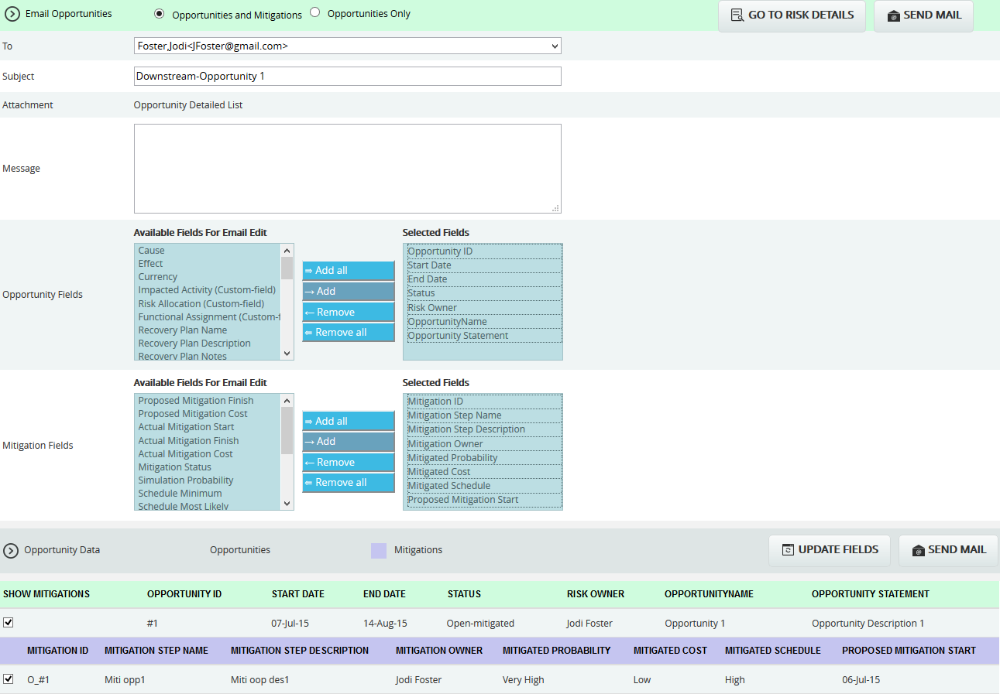 Email Opportunities Opportunities and Mitigations Opportunities Only GO TO RISK DETAILS SEND MAIL
To Foster,Jodi<JFoster@gmail.com>
Subject Downstream-Opportunity 1
Attachment Opportunity Detailed List
Message
Opportunity Fields
Available Fields For Email Edit
Cause
Effect
Currency
Impacted Activity (Custom-field)
Risk Allocation (Custom-field)
Functional Assignment (Custom-f
Recovery Plan Name
Recovery Plan Description
Recovery Plan Notes
⇒ Add all
→ Add
← Remove
⇐ Remove all
Selected Fields
Opportunity ID
Start Date
End Date
Status
Risk Owner
OpportunityName
Opportunity Statement
Mitigation Fields
Available Fields For Email Edit
Proposed Mitigation Finish
Proposed Mitigation Cost
Actual Mitigation Start
Actual Mitigation Finish
Actual Mitigation Cost
Mitigation Status
Simulation Probability
Schedule Minimum
Schedule Most Likely
⇒ Add all
→ Add
← Remove
⇐ Remove all
Selected Fields
Mitigation ID
Mitigation Step Name
Mitigation Step Description
Mitigation Owner
Mitigated Probability
Mitigated Cost
Mitigated Schedule
Proposed Mitigation Start
Opportunity Data Opportunities Mitigations UPDATE FIELDS SEND MAIL
SHOW MITIGATIONS OPPORTUNITY ID START DATE END DATE STATUS RISK OWNER OPPORTUNITYNAME OPPORTUNITY STATEMENT
#1 07-Jul-15 14-Aug-15 Open-mitigated Jodi Foster Opportunity 1 Opportunity Description 1
MITIGATION ID MITIGATION STEP NAME MITIGATION STEP DESCRIPTION MITIGATION OWNER MITIGATED PROBABILITY MITIGATED COST MITIGATED SCHEDULE PROPOSED MITIGATION START
O_#1 Miti opp1 Miti oop des1 Jodi Foster Very High Low High 06-Jul-15